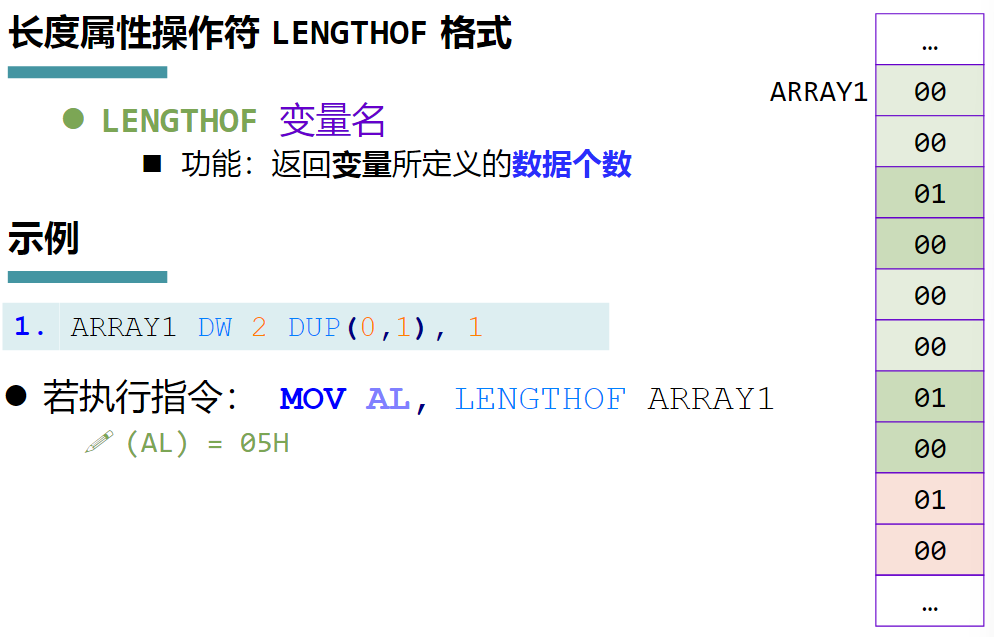 长度属性操作符 LENGTHOF 格式
LENGTHOF 变量名
功能：返回变量所定义的数据个数
示例
1. ARRAY1 DW 2 DUP(0,1), 1
若执行指令： MOV AL, LENGTHOF ARRAY1
(AL) = 05H
…
ARRAY1 00
00
01
00
00
00
01
00
01
00
…